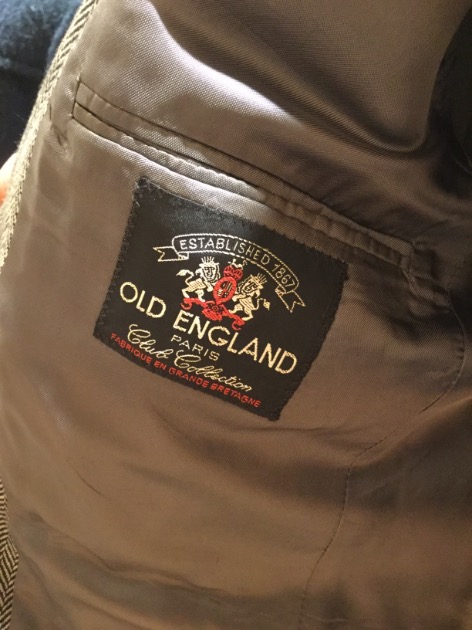 ESTABLISHED 1867
OLD ENGLAND
PARIS
Club Collection
FABRIQUE EN GRANDE BRETAGNE